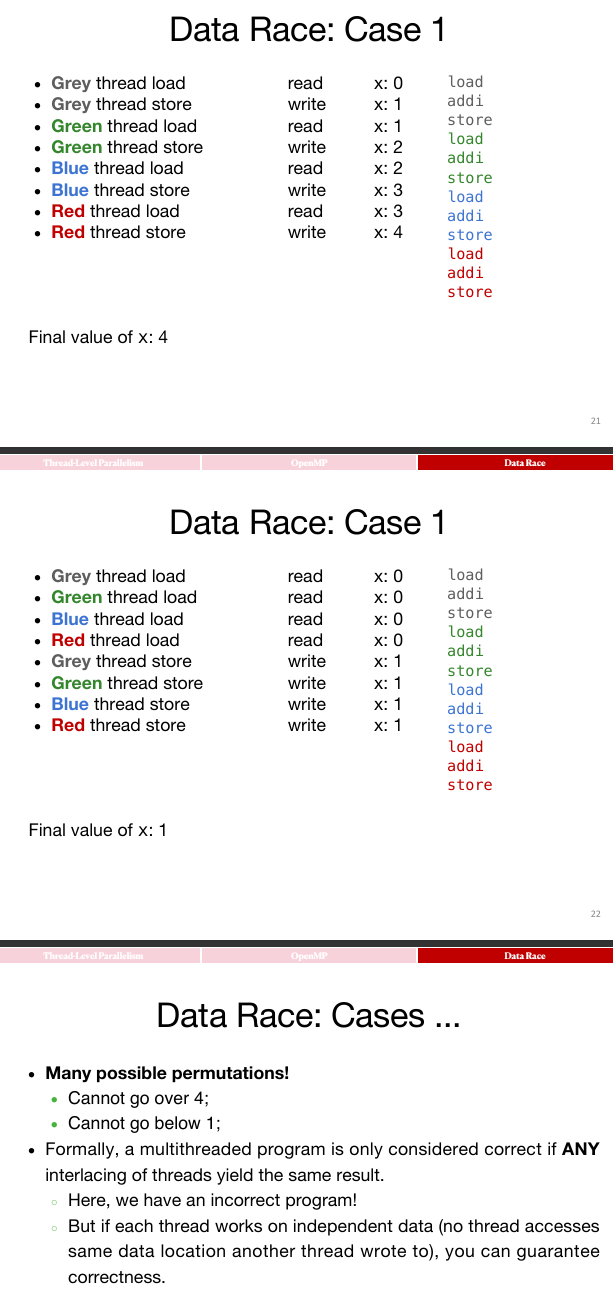 Data Race: Case 1
• Grey thread load read x: 0
• Grey thread store write x: 1
• Green thread load read x: 1
• Green thread store write x: 2
• Blue thread load read x: 2
• Blue thread store write x: 3
• Red thread load read x: 3
• Red thread store write x: 4
load
addi
store
load
addi
store
load
addi
store
load
addi
store
Final value of x: 4
21
Thread-Level Parallelism OpenMP Data Race
Data Race: Case 1
• Grey thread load read x: 0
• Green thread load read x: 0
• Blue thread load read x: 0
• Red thread load read x: 0
• Grey thread store write x: 1
• Green thread store write x: 1
• Blue thread store write x: 1
• Red thread store write x: 1
load
addi
store
load
addi
store
load
addi
store
load
addi
store
Final value of x: 1
22
Thread-Level Parallelism OpenMP Data Race
Data Race: Cases ...
• Many possible permutations!
• Cannot go over 4;
• Cannot go below 1;
• Formally, a multithreaded program is only considered correct if ANY
interlacing of threads yield the same result.
○ Here, we have an incorrect program!
○ But if each thread works on independent data (no thread accesses
same data location another thread wrote to), you can guarantee
correctness.